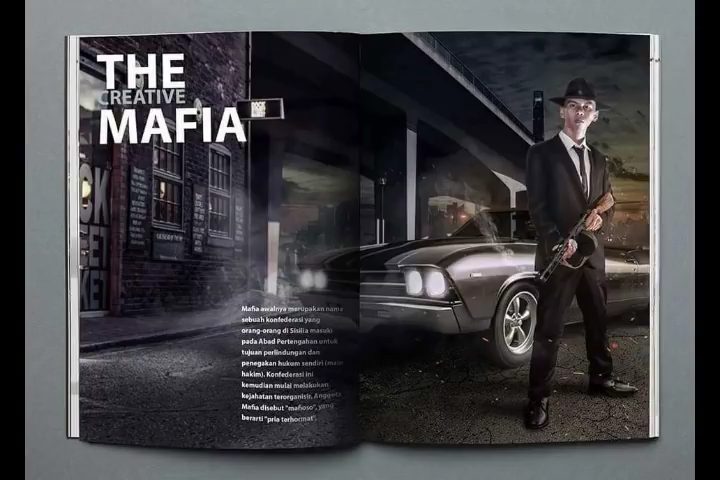 THE
CREATIVE
MAFIA
Mafia awalnya merupakan nama
sebuah konfederasi yang
orang-orang di Sisilia masuki
pada Abad Pertengahan untuk
tujuan perlindungan dan
penegakan hukum sendiri (main
hakim). Konfederasi ini
kemudian mulai melakukan
kejahatan terorganisir. Anggota
Mafia disebut "mafioso", yang
berarti "pria terhormat".